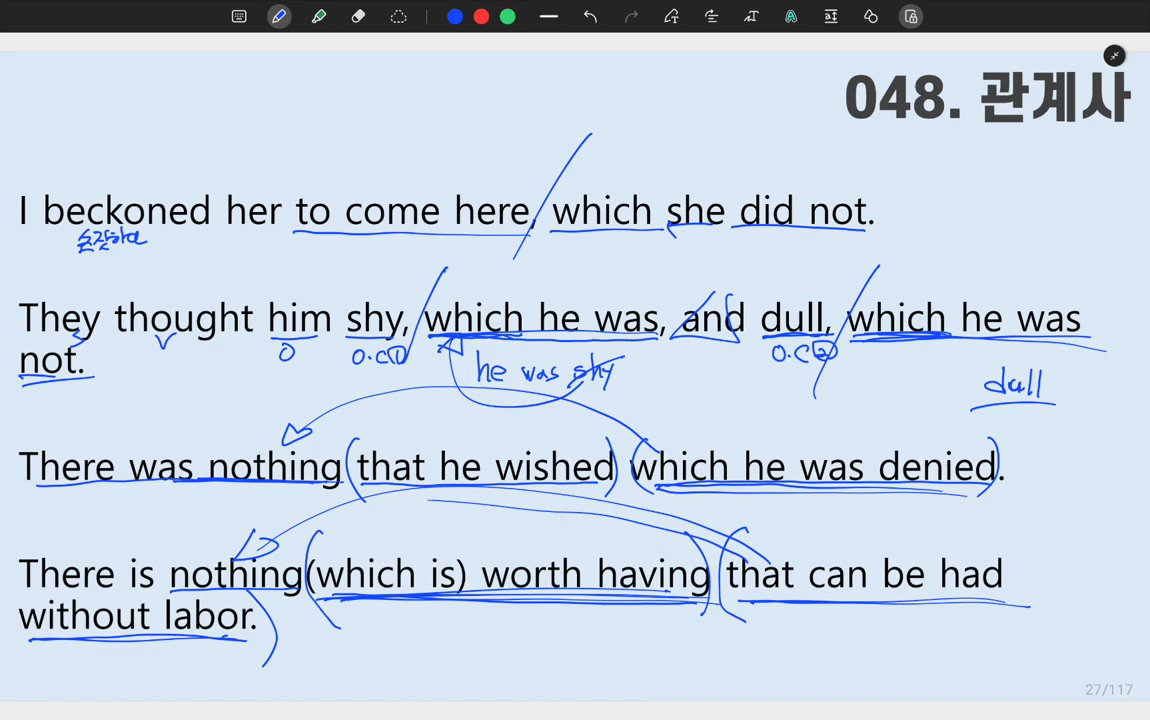 048. 관계사
I beckoned her to come here, which she did not.
손짓하다
They thought him shy, which he was, and dull, which he was
S V O O.C① O.C②
not.
he was shy
dull
There was nothing that he wished which he was denied.
There is nothing(which is) worth having that can be had
without labor.
27/117